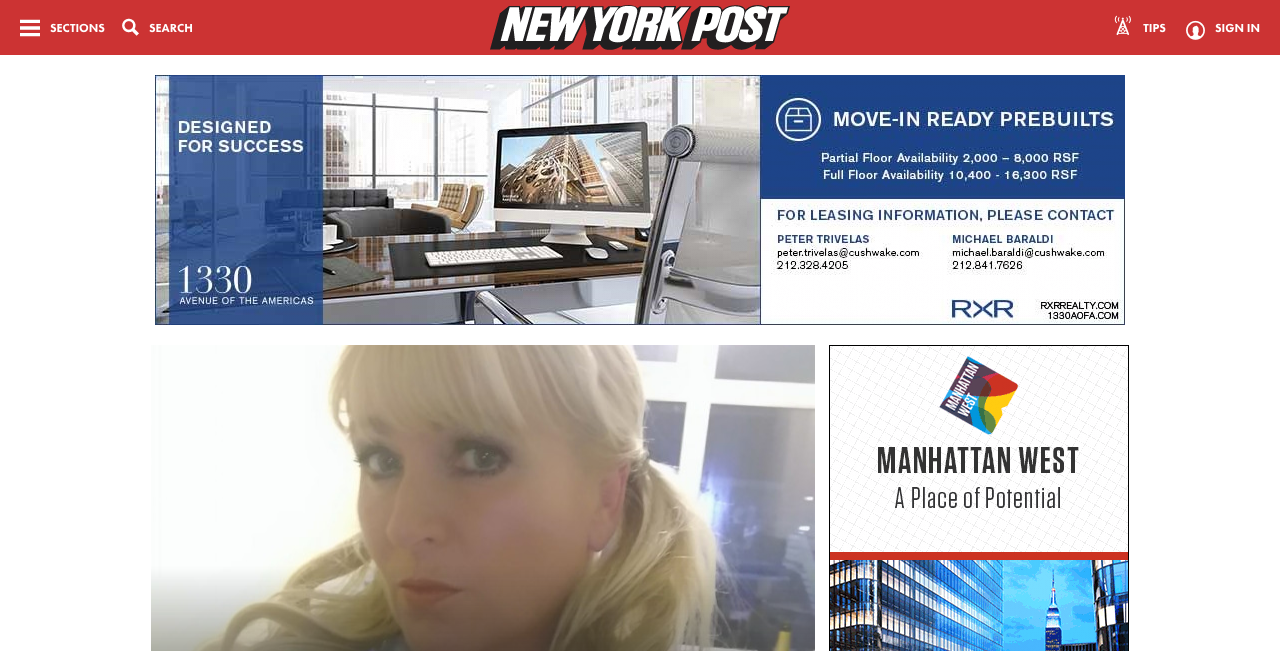 SECTIONS
SEARCH
NEW YORK POST
TIPS
SIGN IN
DESIGNED
FOR SUCCESS
1330
AVENUE OF THE AMERICAS
MOVE-IN READY PREBUILTS
Partial Floor Availability 2,000 – 8,000 RSF
Full Floor Availability 10,400 - 16,300 RSF
FOR LEASING INFORMATION, PLEASE CONTACT
PETER TRIVELAS
peter.trivelas@cushwake.com
212.328.4205
MICHAEL BARALDI
michael.baraldi@cushwake.com
212.841.7626
RXR
RXRREALTY.COM
1330AOFA.COM
MANHATTAN
WEST
MANHATTAN WEST
A Place of Potential